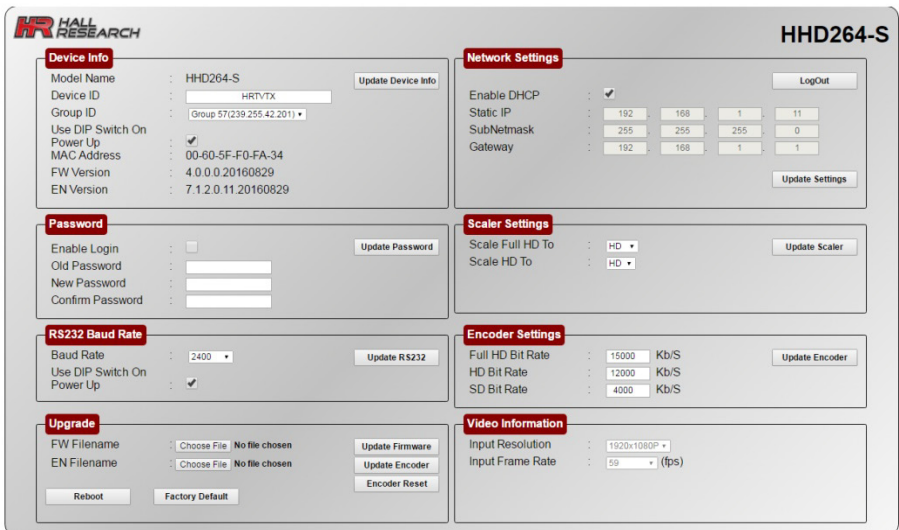 HR HALL RESEARCH
HHD264-S
Device Info
Model Name : HHD264-S Update Device Info
Device ID : HRTVTX
Group ID : Group 57(239.255.42.201)
Use DIP Switch On
Power Up :
MAC Address : 00-60-5F-F0-FA-34
FW Version : 4.0.0.0.20160829
EN Version : 7.1.2.0.11.20160829
Network Settings
LogOut
Enable DHCP :
Static IP : 192 . 168 . 1 . 11
SubNetmask : 255 . 255 . 255 . 0
Gateway : 192 . 168 . 1 . 1
Update Settings
Password
Enable Login : Update Password
Old Password :
New Password :
Confirm Password :
Scaler Settings
Scale Full HD To : HD Update Scaler
Scale HD To : HD
RS232 Baud Rate
Baud Rate : 2400 Update RS232
Use DIP Switch On
Power Up :
Encoder Settings
Full HD Bit Rate : 15000 Kb/S Update Encoder
HD Bit Rate : 12000 Kb/S
SD Bit Rate : 4000 Kb/S
Upgrade
FW Filename : Choose File No file chosen Update Firmware
EN Filename : Choose File No file chosen Update Encoder
Encoder Reset
Reboot Factory Default
Video Information
Input Resolution : 1920x1080P
Input Frame Rate : 59 (fps)